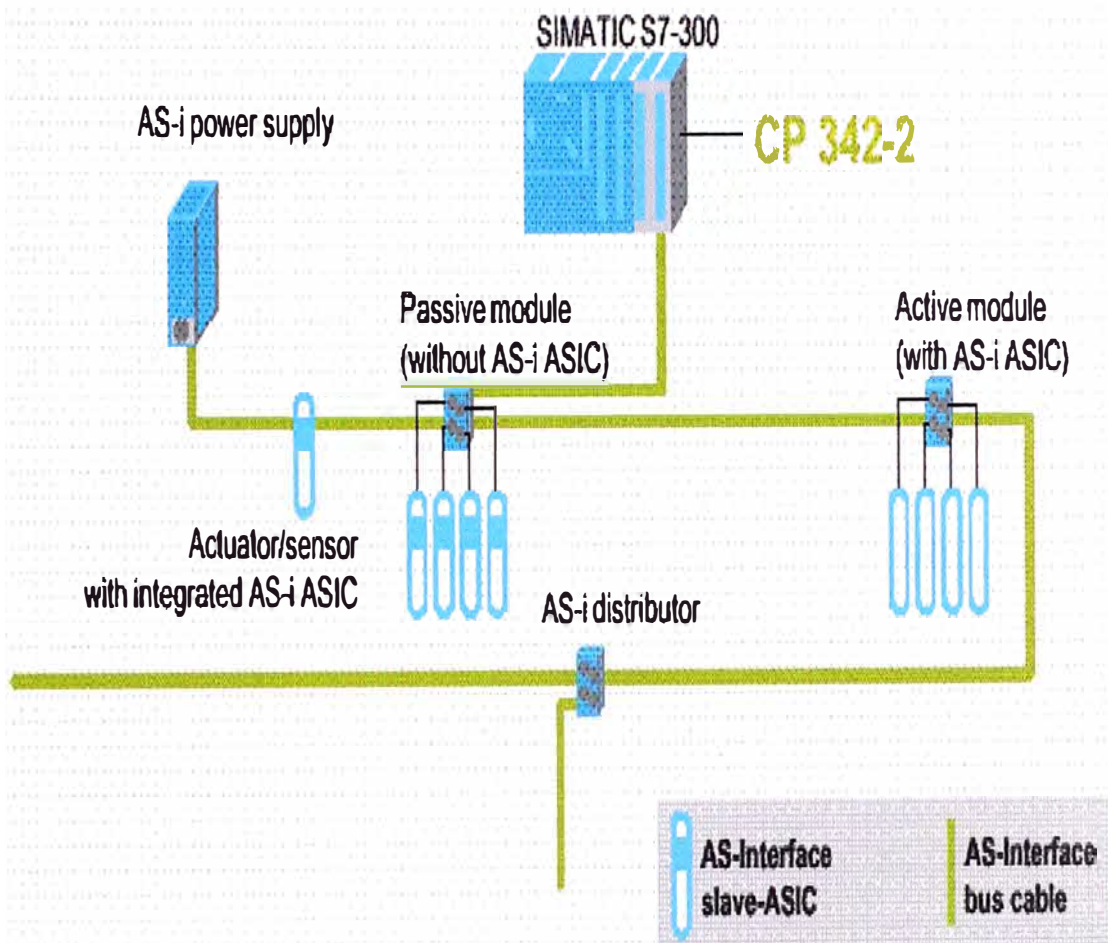 SIMATIC S7-300
AS-i power supply
CP 342-2
Passive module
(without AS-i ASIC)
Active module
(with AS-i ASIC)
Actuator/sensor
with integrated AS-i ASIC
AS-i distributor
AS-Interface
slave-ASIC
AS-Interface
bus cable